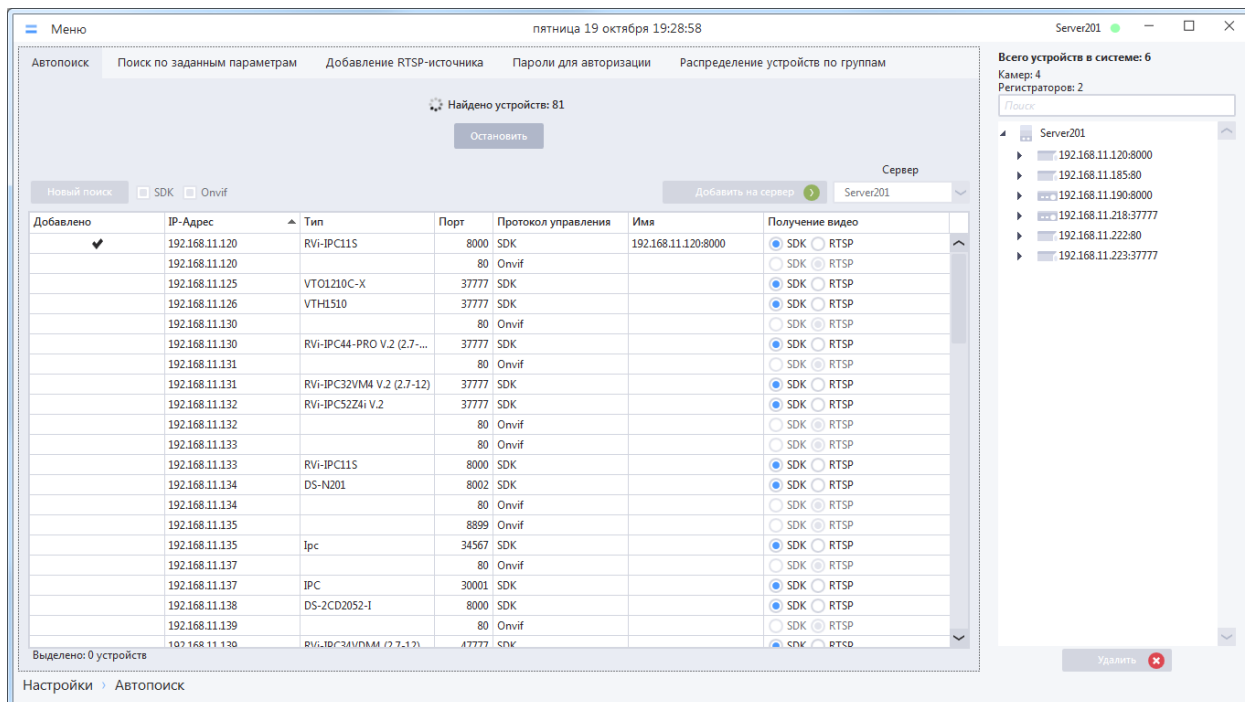 Меню пятница 19 октября 19:28:58 Server201
Автопоиск Поиск по заданным параметрам Добавление RTSP-источника Пароли для авторизации Распределение устройств по группам
Найдено устройств: 81
Остановить
Сервер
Новый поиск SDK Onvif Добавить на сервер Server201
Добавлено IP-Адрес Тип Порт Протокол управления Имя Получение видео
192.168.11.120 RVi-IPC11S 8000 SDK 192.168.11.120:8000 SDK RTSP
192.168.11.120 80 Onvif SDK RTSP
192.168.11.125 VTO1210C-X 37777 SDK SDK RTSP
192.168.11.126 VTH1510 37777 SDK SDK RTSP
192.168.11.130 80 Onvif SDK RTSP
192.168.11.130 RVi-IPC44-PRO V.2 (2.7-... 37777 SDK SDK RTSP
192.168.11.131 80 Onvif SDK RTSP
192.168.11.131 RVi-IPC32VM4 V.2 (2.7-12) 37777 SDK SDK RTSP
192.168.11.132 RVi-IPC52Z4i V.2 37777 SDK SDK RTSP
192.168.11.132 80 Onvif SDK RTSP
192.168.11.133 80 Onvif SDK RTSP
192.168.11.133 RVi-IPC11S 8000 SDK SDK RTSP
192.168.11.134 DS-N201 8002 SDK SDK RTSP
192.168.11.134 80 Onvif SDK RTSP
192.168.11.135 8899 Onvif SDK RTSP
192.168.11.135 Ipc 34567 SDK SDK RTSP
192.168.11.137 80 Onvif SDK RTSP
192.168.11.137 IPC 30001 SDK SDK RTSP
192.168.11.138 DS-2CD2052-I 8000 SDK SDK RTSP
192.168.11.139 80 Onvif SDK RTSP
192.168.11.139 RVi-IPC34VDM4 (2.7-12) 47777 SDK SDK RTSP
Выделено: 0 устройств
Настройки › Автопоиск
Всего устройств в системе: 6
Камер: 4
Регистраторов: 2
Поиск
Server201
192.168.11.120:8000
192.168.11.185:80
192.168.11.190:8000
192.168.11.218:37777
192.168.11.222:80
192.168.11.223:37777
Удалить